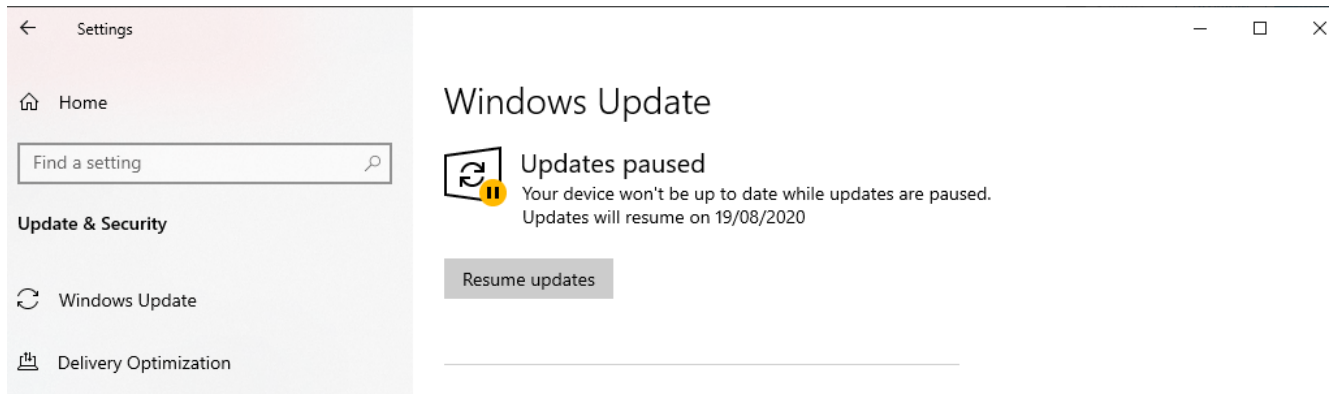 Settings
Home
Find a setting
Update & Security
Windows Update
Delivery Optimization
Windows Update
Updates paused
Your device won't be up to date while updates are paused.
Updates will resume on 19/08/2020
Resume updates